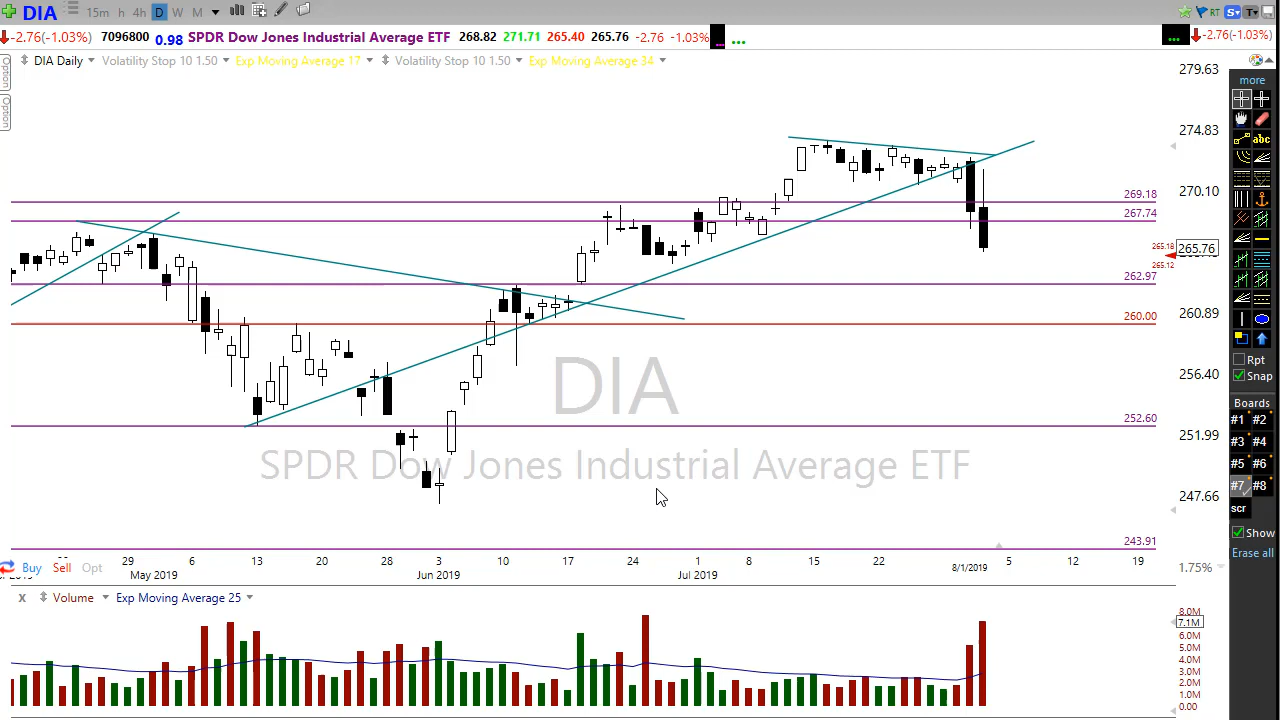 DIA 15m h 4h D W M RT S T
-2.76(-1.03%) 7096800 0.98 SPDR Dow Jones Industrial Average ETF 268.82 271.71 265.40 265.76 -2.76 -1.03% ... ... -2.76(-1.03%)
DIA Daily Volatility Stop 10 1.50 Exp Moving Average 17 Volatility Stop 10 1.50 Exp Moving Average 34
Option
Option
279.63
274.83
270.10
265.76
260.89
256.40
251.99
247.66
269.18
267.74
265.18
265.12
262.97
260.00
252.60
243.91
DIA
SPDR Dow Jones Industrial Average ETF
29 6 13 20 28 3 10 17 24 1 8 15 22 5 12 19
May 2019 Jun 2019 Jul 2019 8/1/2019
Buy Sell Opt
1.75%
X Volume Exp Moving Average 25
8.0M
7.1M
6.0M
5.0M
4.0M
3.0M
2.0M
1.0M
0.00
more
abc
Rpt
Snap
Boards
#1 #2
#3 #4
#5 #6
#7 #8
scr
Show
Erase all